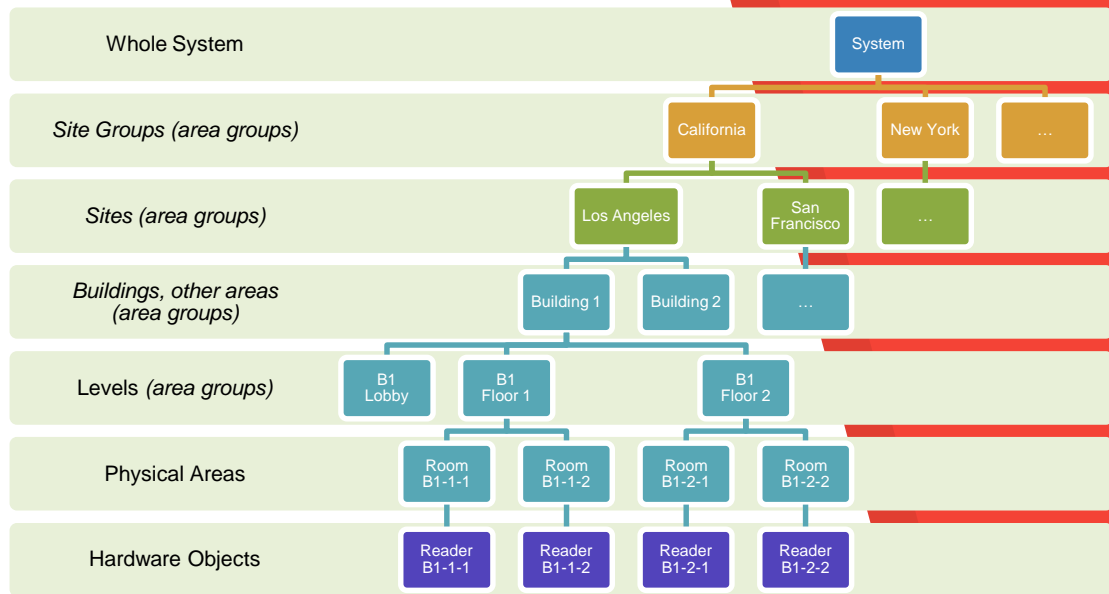 Whole System
System
Site Groups (area groups)
California
New York
…
Sites (area groups)
Los Angeles
San
Francisco
…
Buildings, other areas
(area groups)
Building 1
Building 2
…
Levels (area groups)
B1
Lobby
B1
Floor 1
B1
Floor 2
Physical Areas
Room
B1-1-1
Room
B1-1-2
Room
B1-2-1
Room
B1-2-2
Hardware Objects
Reader
B1-1-1
Reader
B1-1-2
Reader
B1-2-1
Reader
B1-2-2